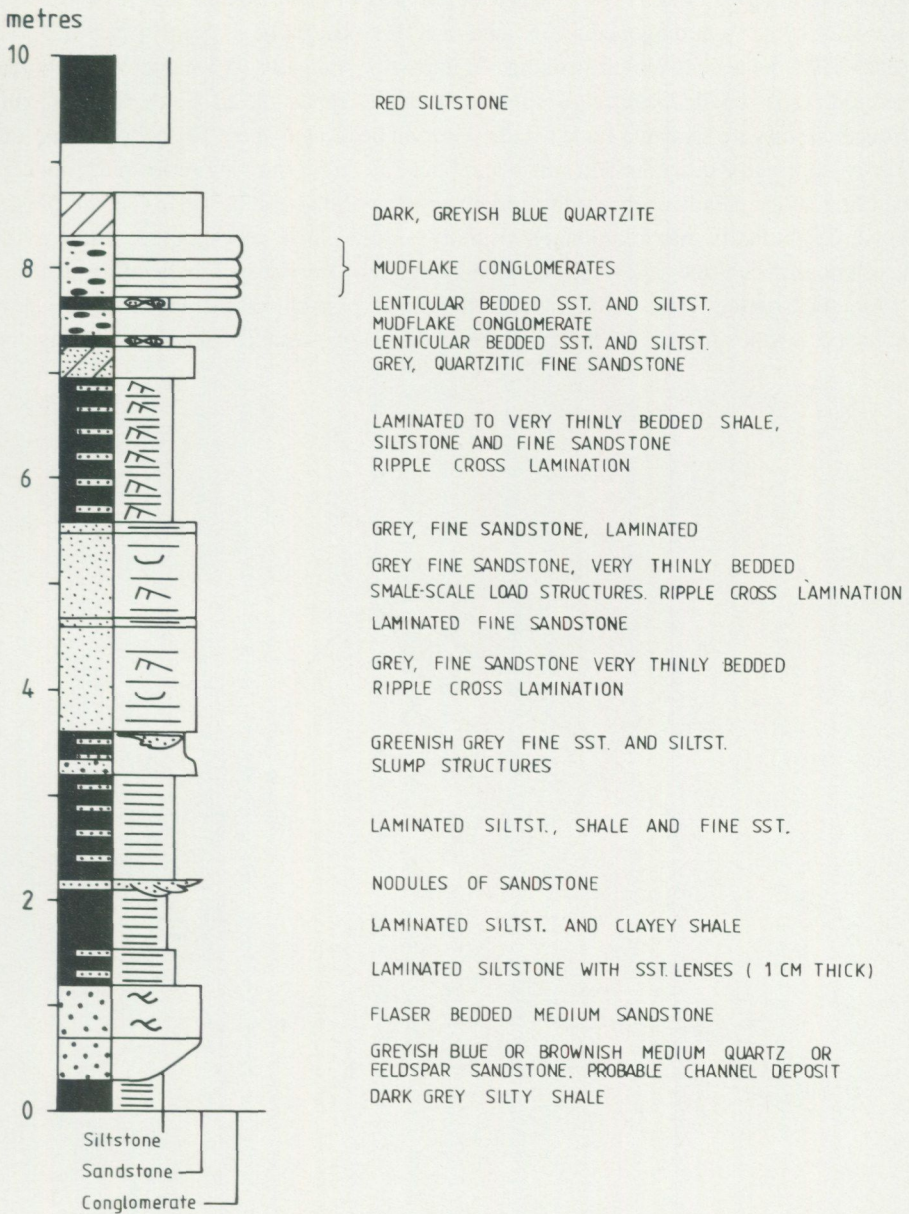 metres
10
RED SILTSTONE
DARK, GREYISH BLUE QUARTZITE
8
MUDFLAKE CONGLOMERATES
LENTICULAR BEDDED SST. AND SILTST.
MUDFLAKE CONGLOMERATE
LENTICULAR BEDDED SST. AND SILTST.
GREY, QUARTZITIC FINE SANDSTONE
LAMINATED TO VERY THINLY BEDDED SHALE,
SILTSTONE AND FINE SANDSTONE
6
RIPPLE CROSS LAMINATION
GREY, FINE SANDSTONE, LAMINATED
GREY FINE SANDSTONE, VERY THINLY BEDDED
SMALE-SCALE LOAD STRUCTURES. RIPPLE CROSS LAMINATION
LAMINATED FINE SANDSTONE
GREY, FINE SANDSTONE VERY THINLY BEDDED
4
RIPPLE CROSS LAMINATION
GREENISH GREY FINE SST. AND SILTST.
SLUMP STRUCTURES
LAMINATED SILTST., SHALE AND FINE SST.
NODULES OF SANDSTONE
2
LAMINATED SILTST. AND CLAYEY SHALE
LAMINATED SILTSTONE WITH SST. LENSES ( 1 CM THICK)
FLASER BEDDED MEDIUM SANDSTONE
GREYISH BLUE OR BROWNISH MEDIUM QUARTZ OR
FELDSPAR SANDSTONE. PROBABLE CHANNEL DEPOSIT
DARK GREY SILTY SHALE
0
Siltstone
Sandstone
Conglomerate